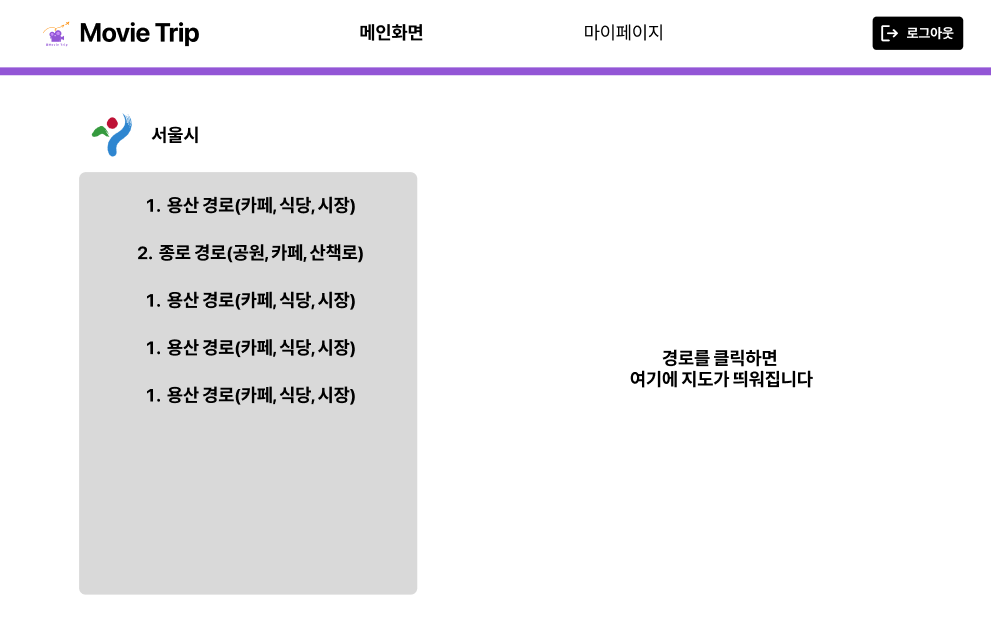 Movie Trip
메인화면
마이페이지
로그아웃
서울시
1. 용산 경로(카페, 식당, 시장)
2. 종로 경로(공원, 카페, 산책로)
1. 용산 경로(카페, 식당, 시장)
1. 용산 경로(카페, 식당, 시장)
1. 용산 경로(카페, 식당, 시장)
경로를 클릭하면
여기에 지도가 띄워집니다